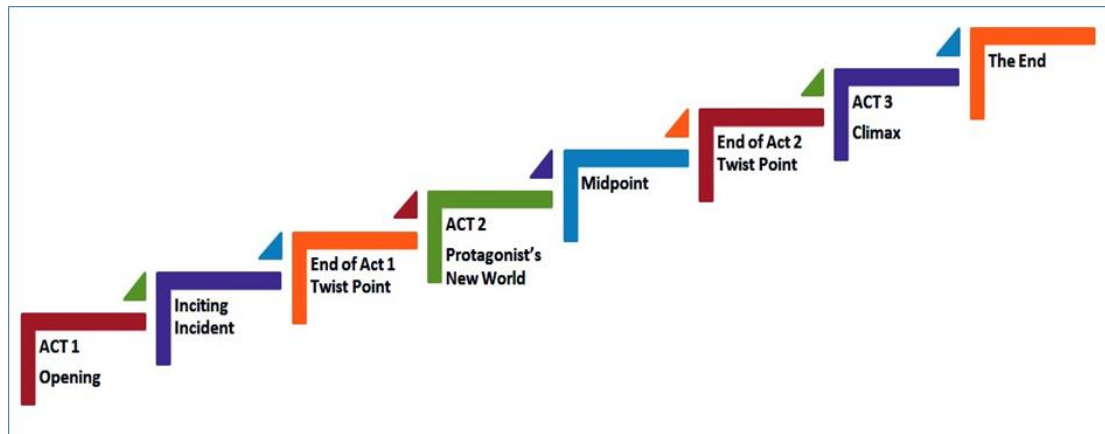 ACT 1
Opening
Inciting
Incident
End of Act 1
Twist Point
ACT 2
Protagonist's
New World
Midpoint
End of Act 2
Twist Point
ACT 3
Climax
The End